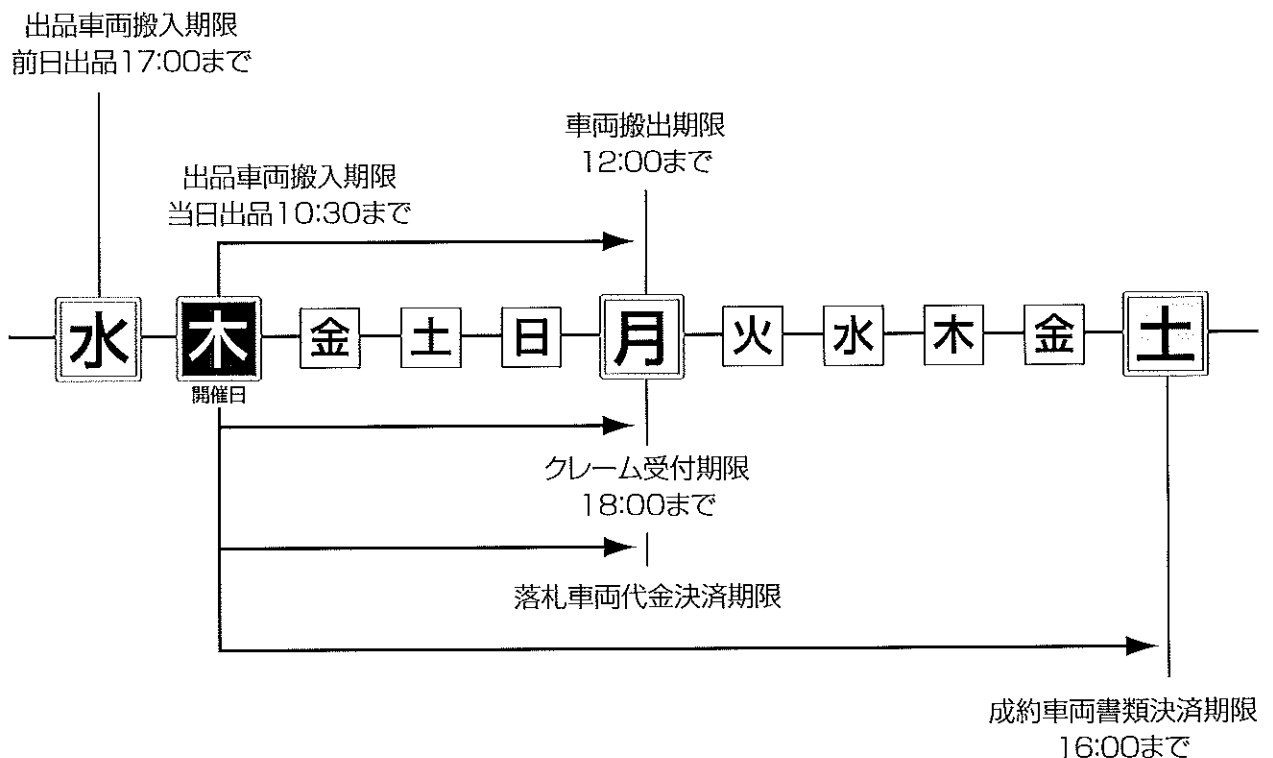 出品車両搬入期限
前日出品17:00まで
車両搬出期限
12:00まで
出品車両搬入期限
当日出品10:30まで
水
木
金
土
日
月
火
水
木
金
土
開催日
クレーム受付期限
18:00まで
落札車両代金決済期限
成約車両書類決済期限
16:00まで